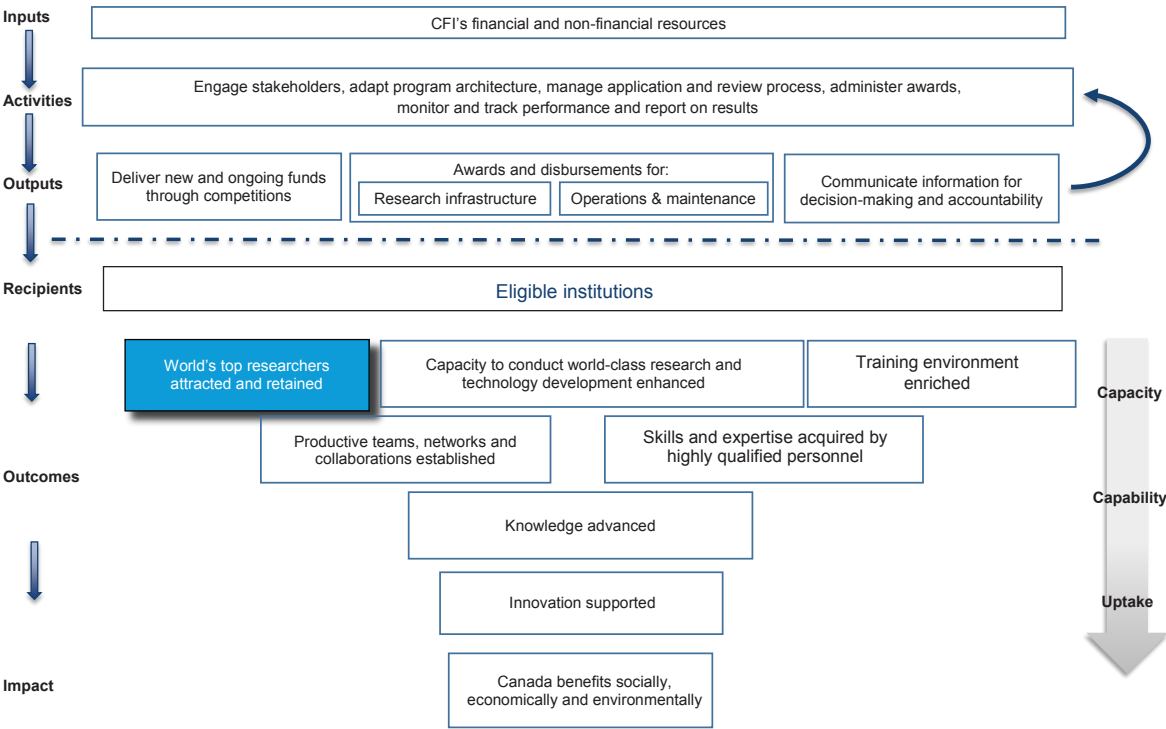 Inputs
CFI's financial and non-financial resources
Activities
Engage stakeholders, adapt program architecture, manage application and review process, administer awards,
monitor and track performance and report on results
Outputs
Deliver new and ongoing funds
through competitions
Awards and disbursements for:
Research infrastructure
Operations & maintenance
Communicate information for
decision-making and accountability
Recipients
Eligible institutions
World's top researchers
attracted and retained
Capacity to conduct world-class research and
technology development enhanced
Training environment
enriched
Capacity
Outcomes
Productive teams, networks and
collaborations established
Skills and expertise acquired by
highly qualified personnel
Capability
Knowledge advanced
Innovation supported
Uptake
Impact
Canada benefits socially,
economically and environmentally